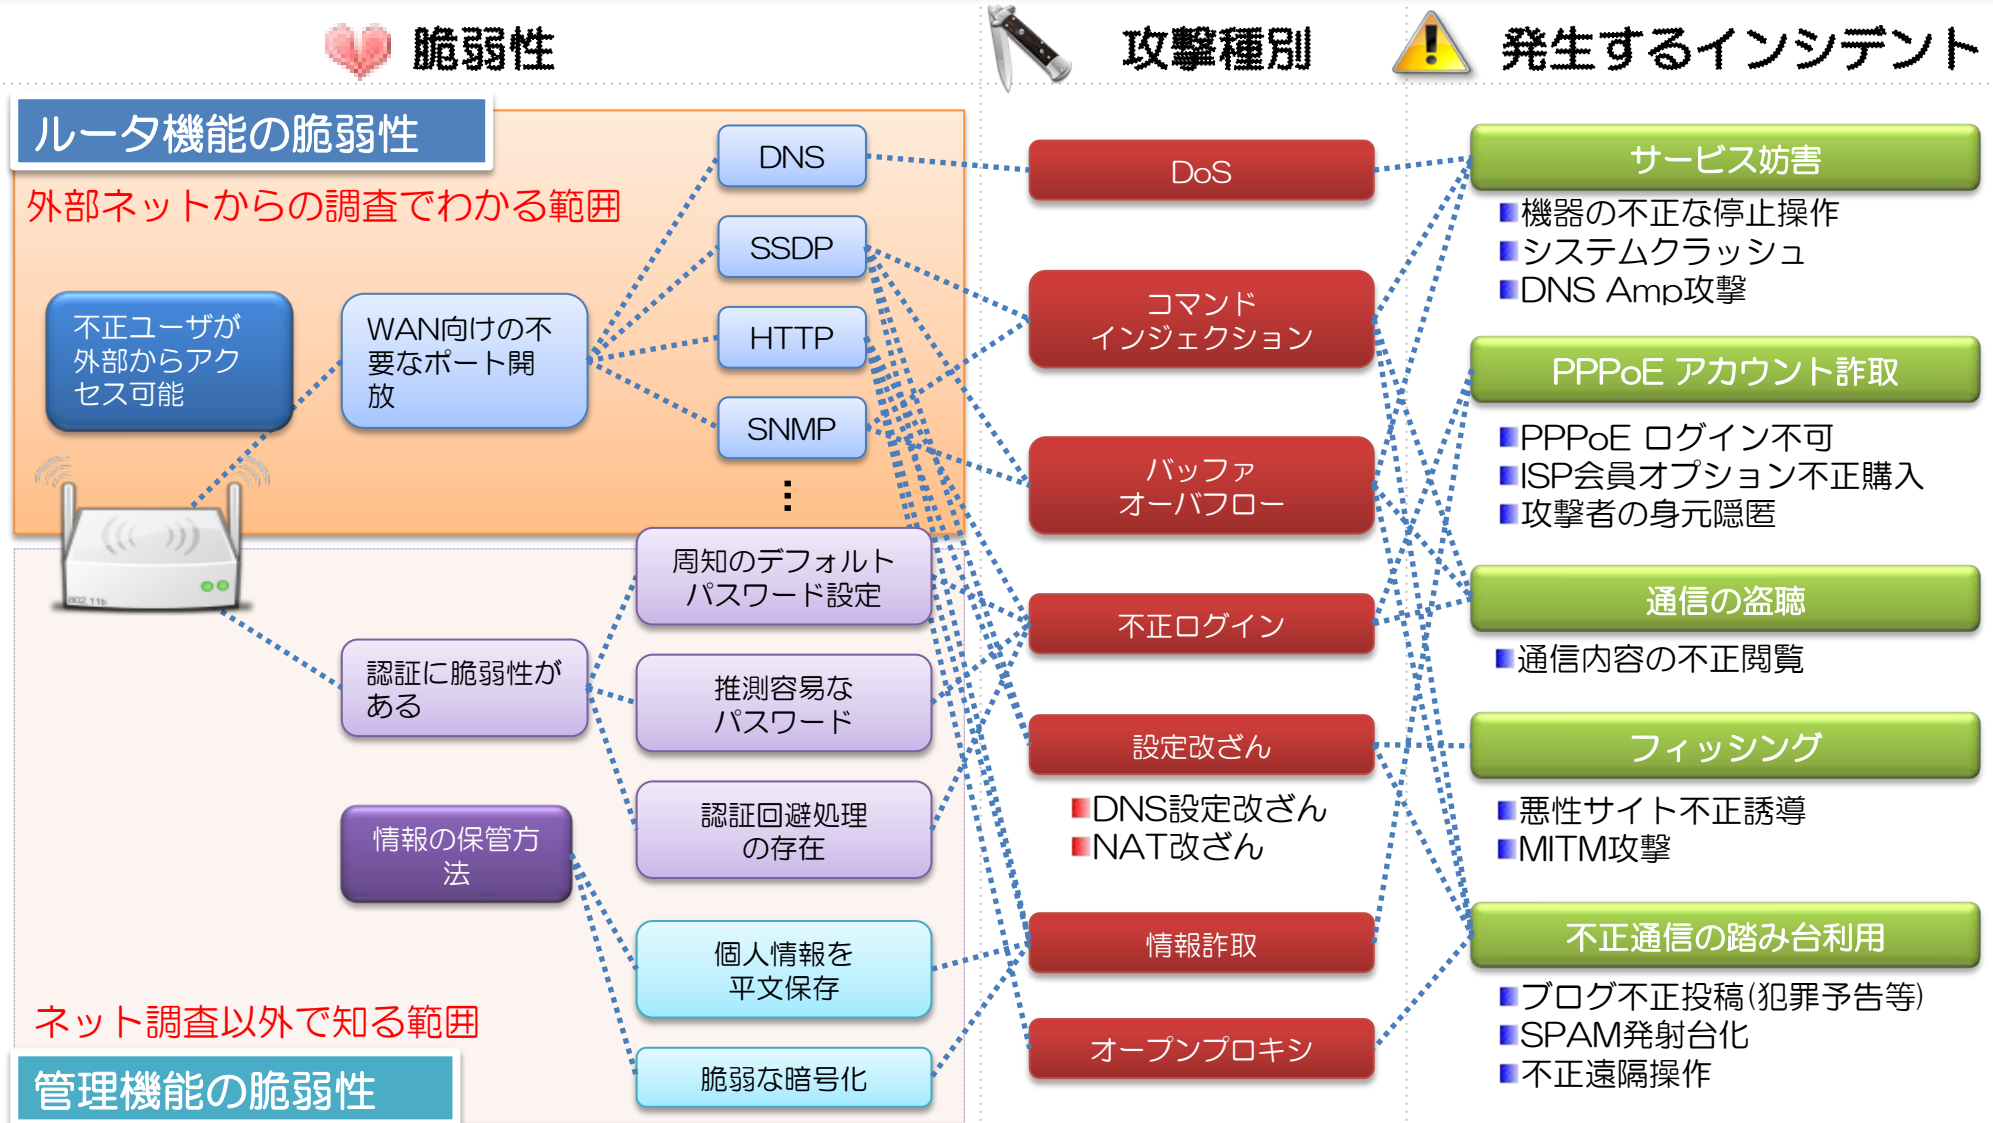 脆弱性
攻撃種別
発生するインシデント
ルータ機能の脆弱性
外部ネットからの調査でわかる範囲
不正ユーザが
外部からアク
セス可能
WAN向けの不
要なポート開
放
DNS
SSDP
HTTP
SNMP
⋮
802.11b
認証に脆弱性が
ある
周知のデフォルト
パスワード設定
推測容易な
パスワード
認証回避処理
の存在
情報の保管方
法
個人情報を
平文保存
脆弱な暗号化
ネット調査以外で知る範囲
管理機能の脆弱性
DoS
コマンド
インジェクション
バッファ
オーバフロー
不正ログイン
設定改ざん
■DNS設定改ざん
■NAT改ざん
情報詐取
オープンプロキシ
サービス妨害
■機器の不正な停止操作
■システムクラッシュ
■DNS Amp攻撃
PPPoE アカウント詐取
■PPPoE ログイン不可
■ISP会員オプション不正購入
■攻撃者の身元隠匿
通信の盗聴
■通信内容の不正閲覧
フィッシング
■悪性サイト不正誘導
■MITM攻撃
不正通信の踏み台利用
■ブログ不正投稿(犯罪予告等)
■SPAM発射台化
■不正遠隔操作